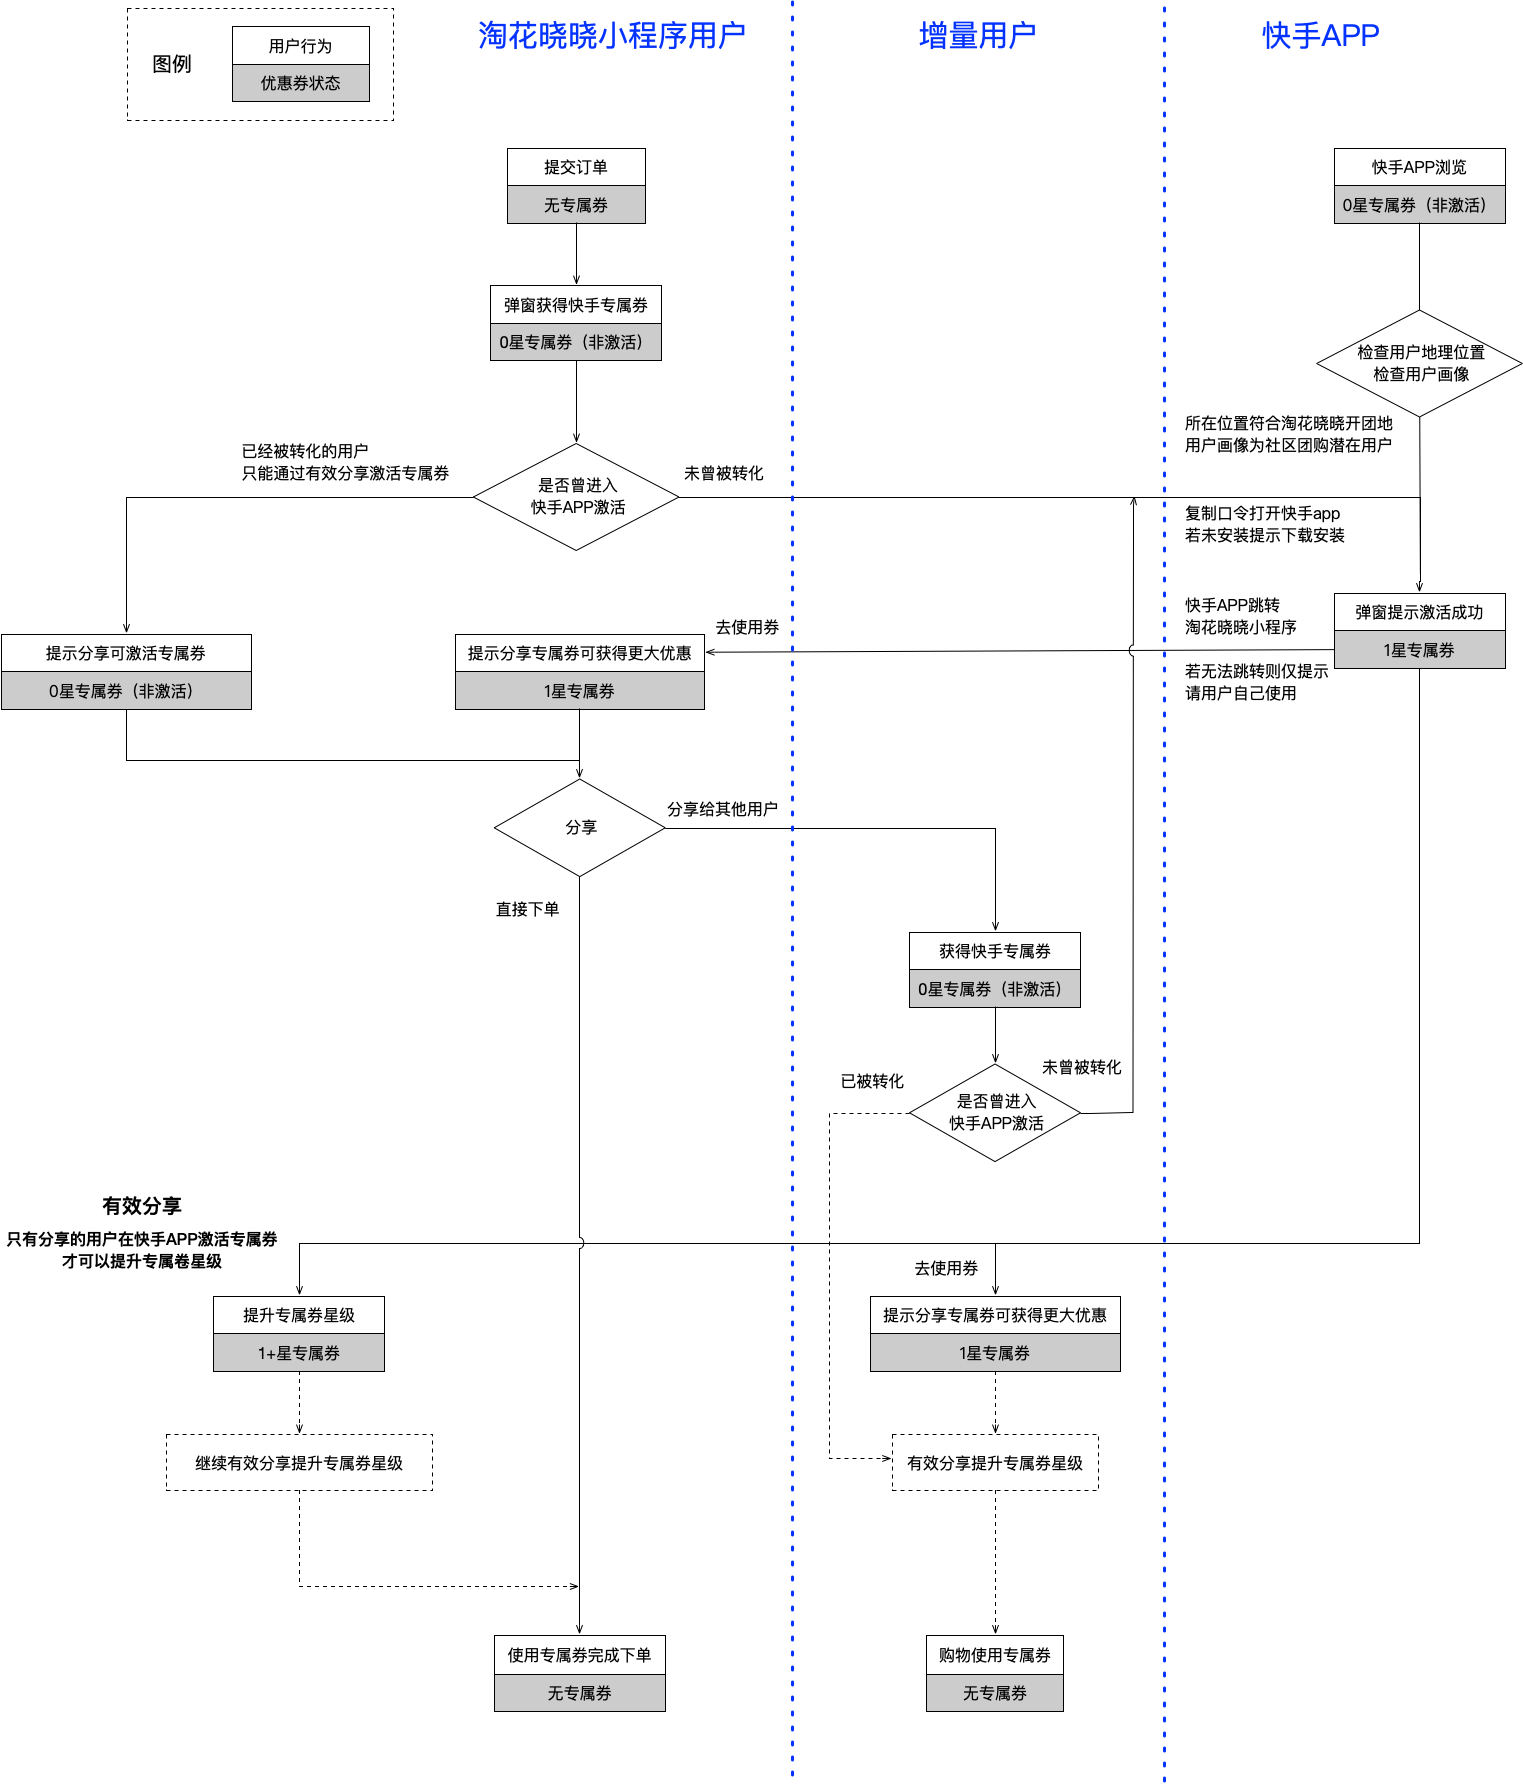 淘花晓晓小程序用户
增量用户
快手APP
图例
用户行为
优惠券状态
提交订单
无专属券
快手APP浏览
0星专属券（非激活）
弹窗获得快手专属券
0星专属券（非激活）
检查用户地理位置
检查用户画像
所在位置符合淘花晓晓开团地
用户画像为社区团购潜在用户
已经被转化的用户
只能通过有效分享激活专属券
是否曾进入
快手APP激活
未曾被转化
复制口令打开快手app
若未安装提示下载安装
弹窗提示激活成功
1星专属券
快手APP跳转
淘花晓晓小程序
去使用券
若无法跳转则仅提示
请用户自己使用
提示分享可激活专属券
0星专属券（非激活）
提示分享专属券可获得更大优惠
1星专属券
分享
分享给其他用户
直接下单
获得快手专属券
0星专属券（非激活）
是否曾进入
快手APP激活
未曾被转化
已被转化
有效分享
只有分享的用户在快手APP激活专属券
才可以提升专属卷星级
去使用券
提升专属券星级
1+星专属券
提示分享专属券可获得更大优惠
1星专属券
继续有效分享提升专属券星级
有效分享提升专属券星级
使用专属券完成下单
无专属券
购物使用专属券
无专属券